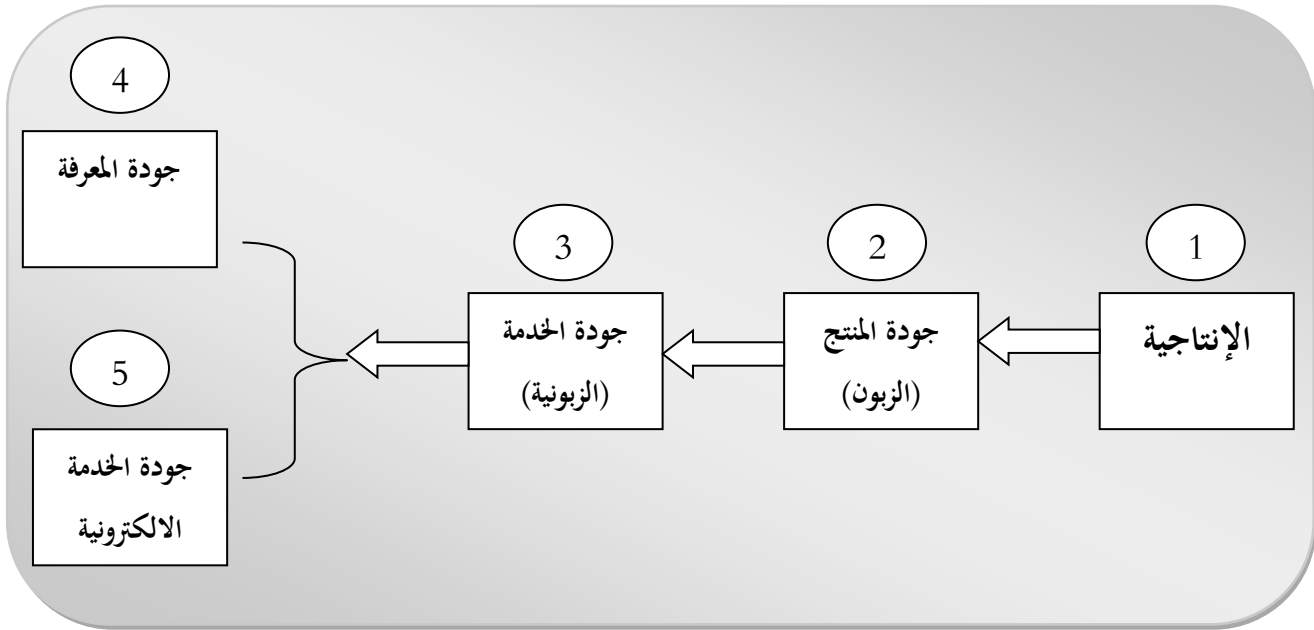 1
الإنتاجية
2
جودة المنتج
(الزبون)
3
جودة الخدمة
(الزبونية)
4
جودة المعرفة
5
جودة الخدمة
الالكترونية